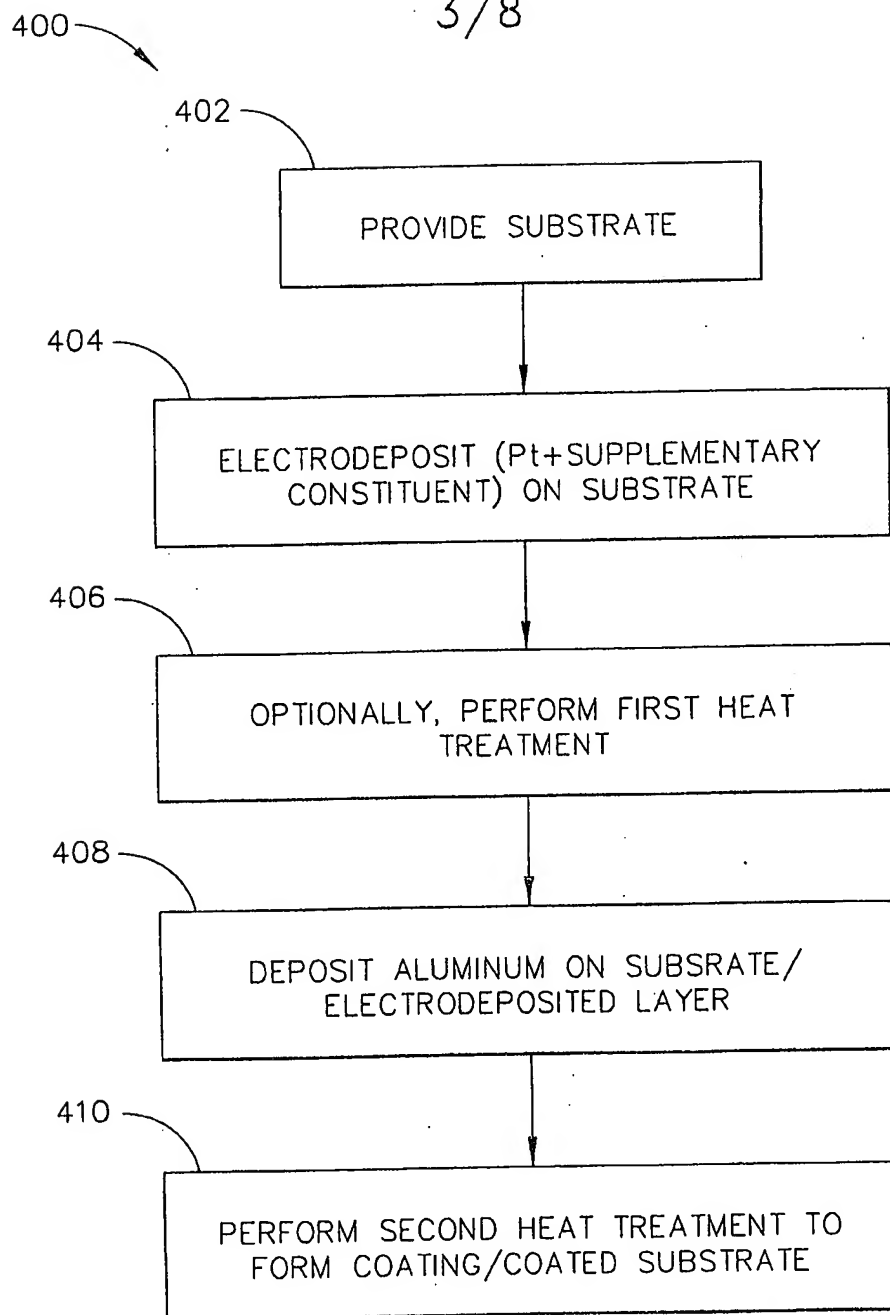 3/8
400
402
PROVIDE SUBSTRATE
404
ELECTRODEPOSIT (Pt+SUPPLEMENTARY
CONSTITUENT) ON SUBSTRATE
406
OPTIONALLY, PERFORM FIRST HEAT
TREATMENT
408
DEPOSIT ALUMINUM ON SUBSRATE/
ELECTRODEPOSITED LAYER
410
PERFORM SECOND HEAT TREATMENT TO
FORM COATING/COATED SUBSTRATE